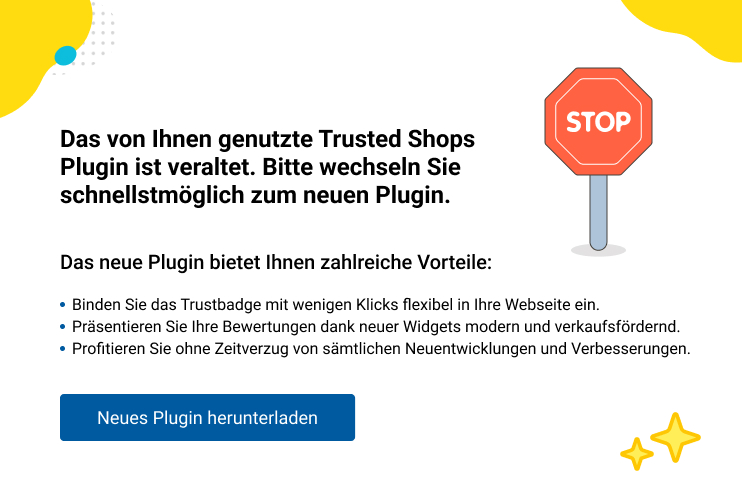 STOP
Das von Ihnen genutzte Trusted Shops
Plugin ist veraltet. Bitte wechseln Sie
schnellstmöglich zum neuen Plugin.
Das neue Plugin bietet Ihnen zahlreiche Vorteile:
• Binden Sie das Trustbadge mit wenigen Klicks flexibel in Ihre Webseite ein.
• Präsentieren Sie Ihre Bewertungen dank neuer Widgets modern und verkaufsfördernd.
• Profitieren Sie ohne Zeitverzug von sämtlichen Neuentwicklungen und Verbesserungen.
Neues Plugin herunterladen